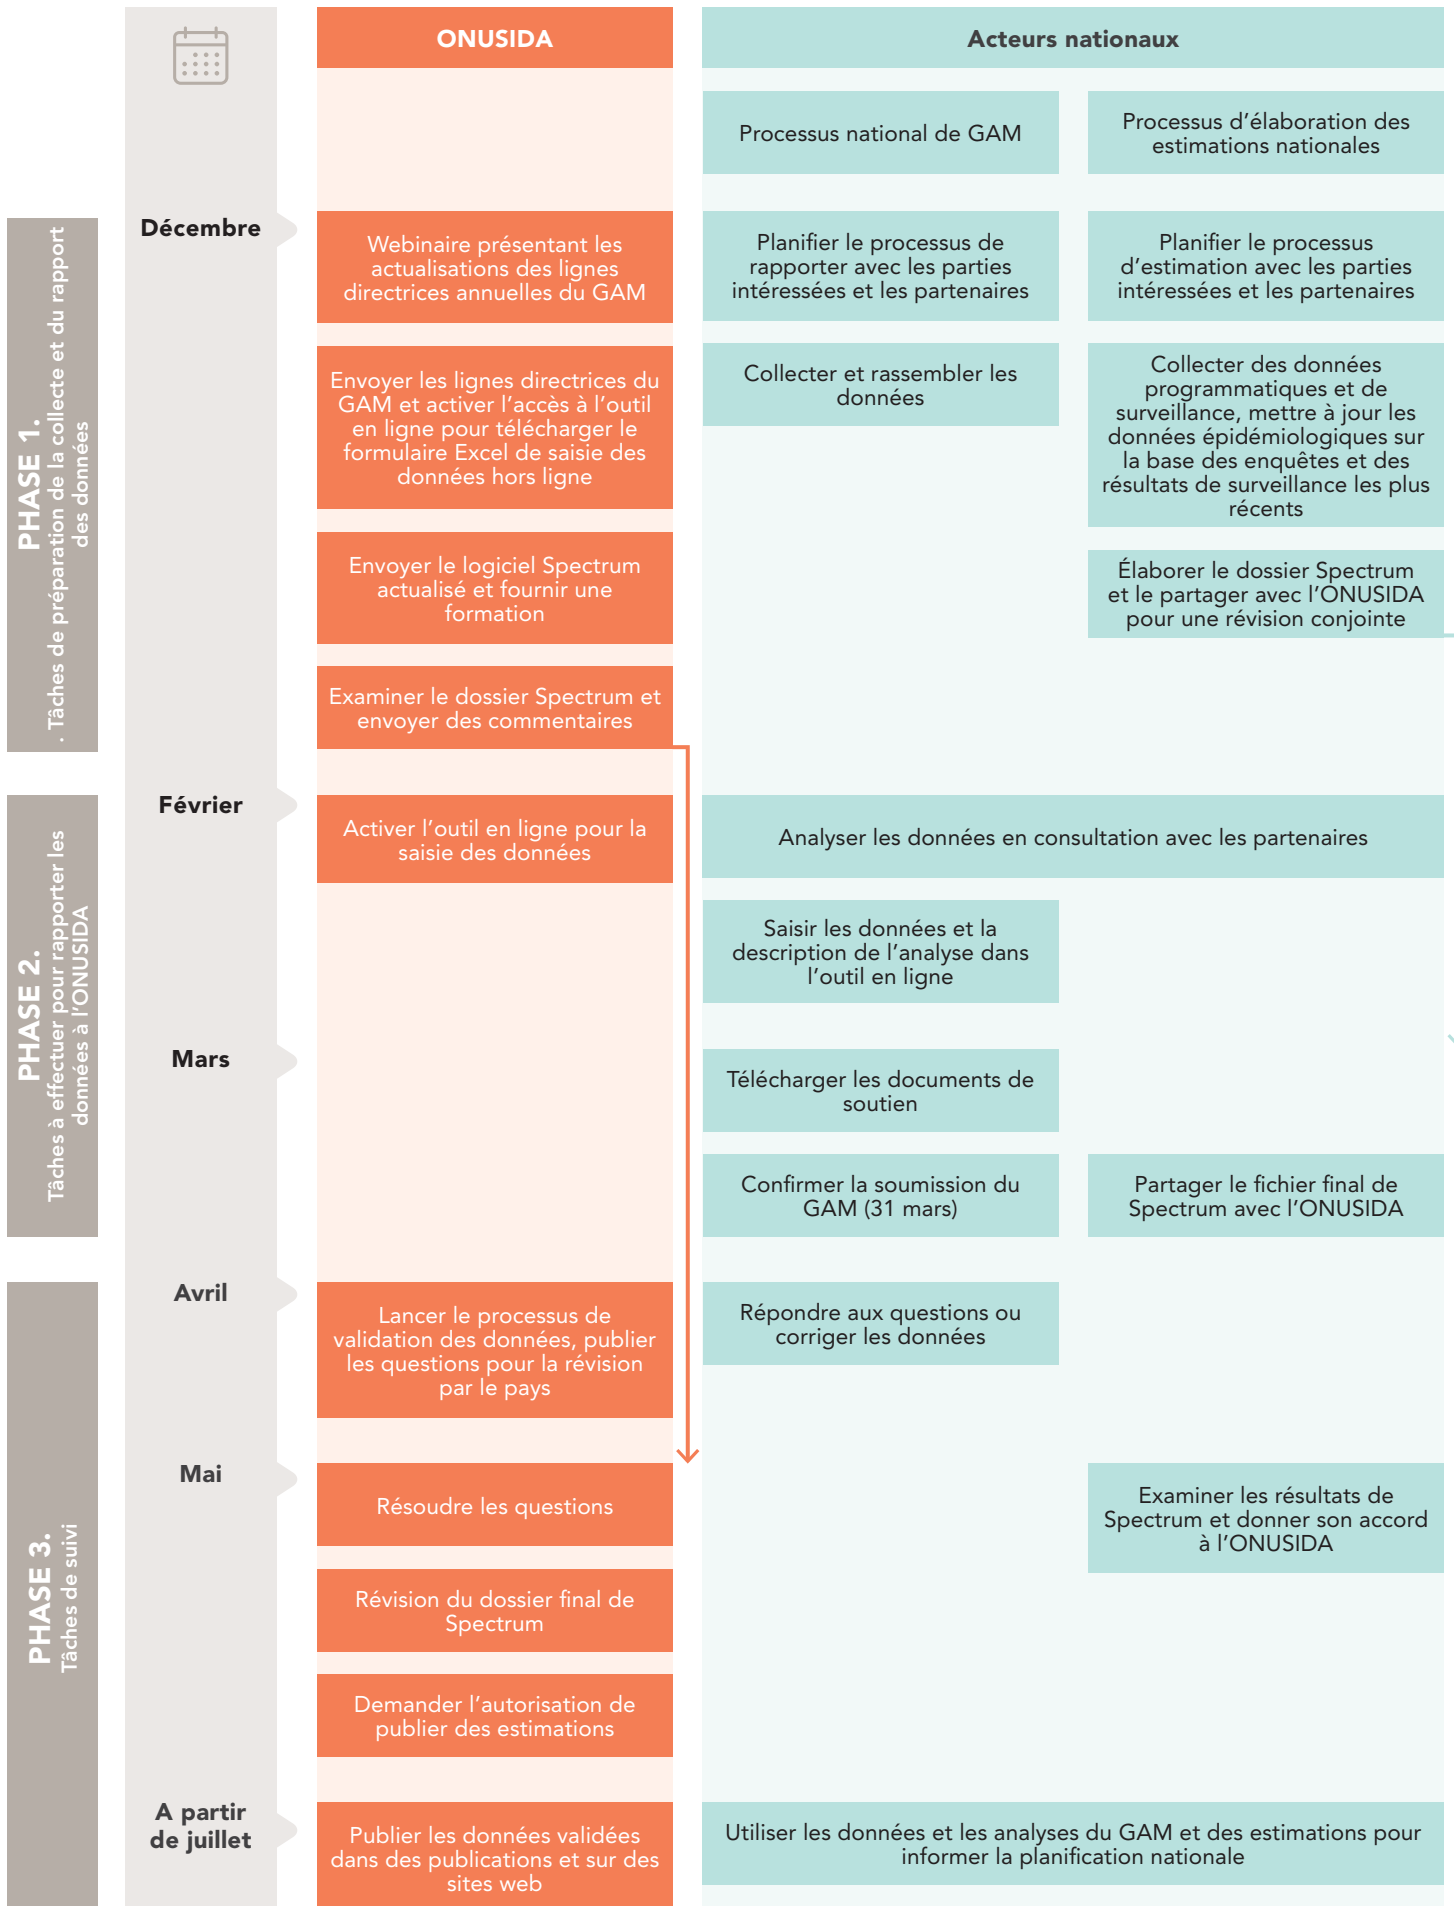 ONUSIDA
Acteurs nationaux
Processus national de GAM
Processus d’élaboration des
estimations nationales
PHASE 1.
. Tâches de préparation de la collecte et du rapport
des données
Décembre
Webinaire présentant les
actualisations des lignes
directrices annuelles du GAM
Planifier le processus de
rapporter avec les parties
intéressées et les partenaires
Planifier le processus
d’estimation avec les parties
intéressées et les partenaires
Envoyer les lignes directrices du
GAM et activer l’accès à l’outil
en ligne pour télécharger le
formulaire Excel de saisie des
données hors ligne
Collecter et rassembler les
données
Collecter des données
programmatiques et de
surveillance, mettre à jour les
données épidémiologiques sur
la base des enquêtes et des
résultats de surveillance les plus
récents
Envoyer le logiciel Spectrum
actualisé et fournir une
formation
Élaborer le dossier Spectrum
et le partager avec l’ONUSIDA
pour une révision conjointe
Examiner le dossier Spectrum et
envoyer des commentaires
PHASE 2.
Tâches à effectuer pour rapporter les
données à l’ONUSIDA
Février
Activer l’outil en ligne pour la
saisie des données
Analyser les données en consultation avec les partenaires
Saisir les données et la
description de l’analyse dans
l’outil en ligne
Mars
Télécharger les documents de
soutien
Confirmer la soumission du
GAM (31 mars)
Partager le fichier final de
Spectrum avec l’ONUSIDA
PHASE 3.
Tâches de suivi
Avril
Lancer le processus de
validation des données, publier
les questions pour la révision
par le pays
Répondre aux questions ou
corriger les données
Mai
Résoudre les questions
Examiner les résultats de
Spectrum et donner son accord
à l’ONUSIDA
Révision du dossier final de
Spectrum
Demander l’autorisation de
publier des estimations
A partir
de juillet
Publier les données validées
dans des publications et sur des
sites web
Utiliser les données et les analyses du GAM et des estimations pour
informer la planification nationale